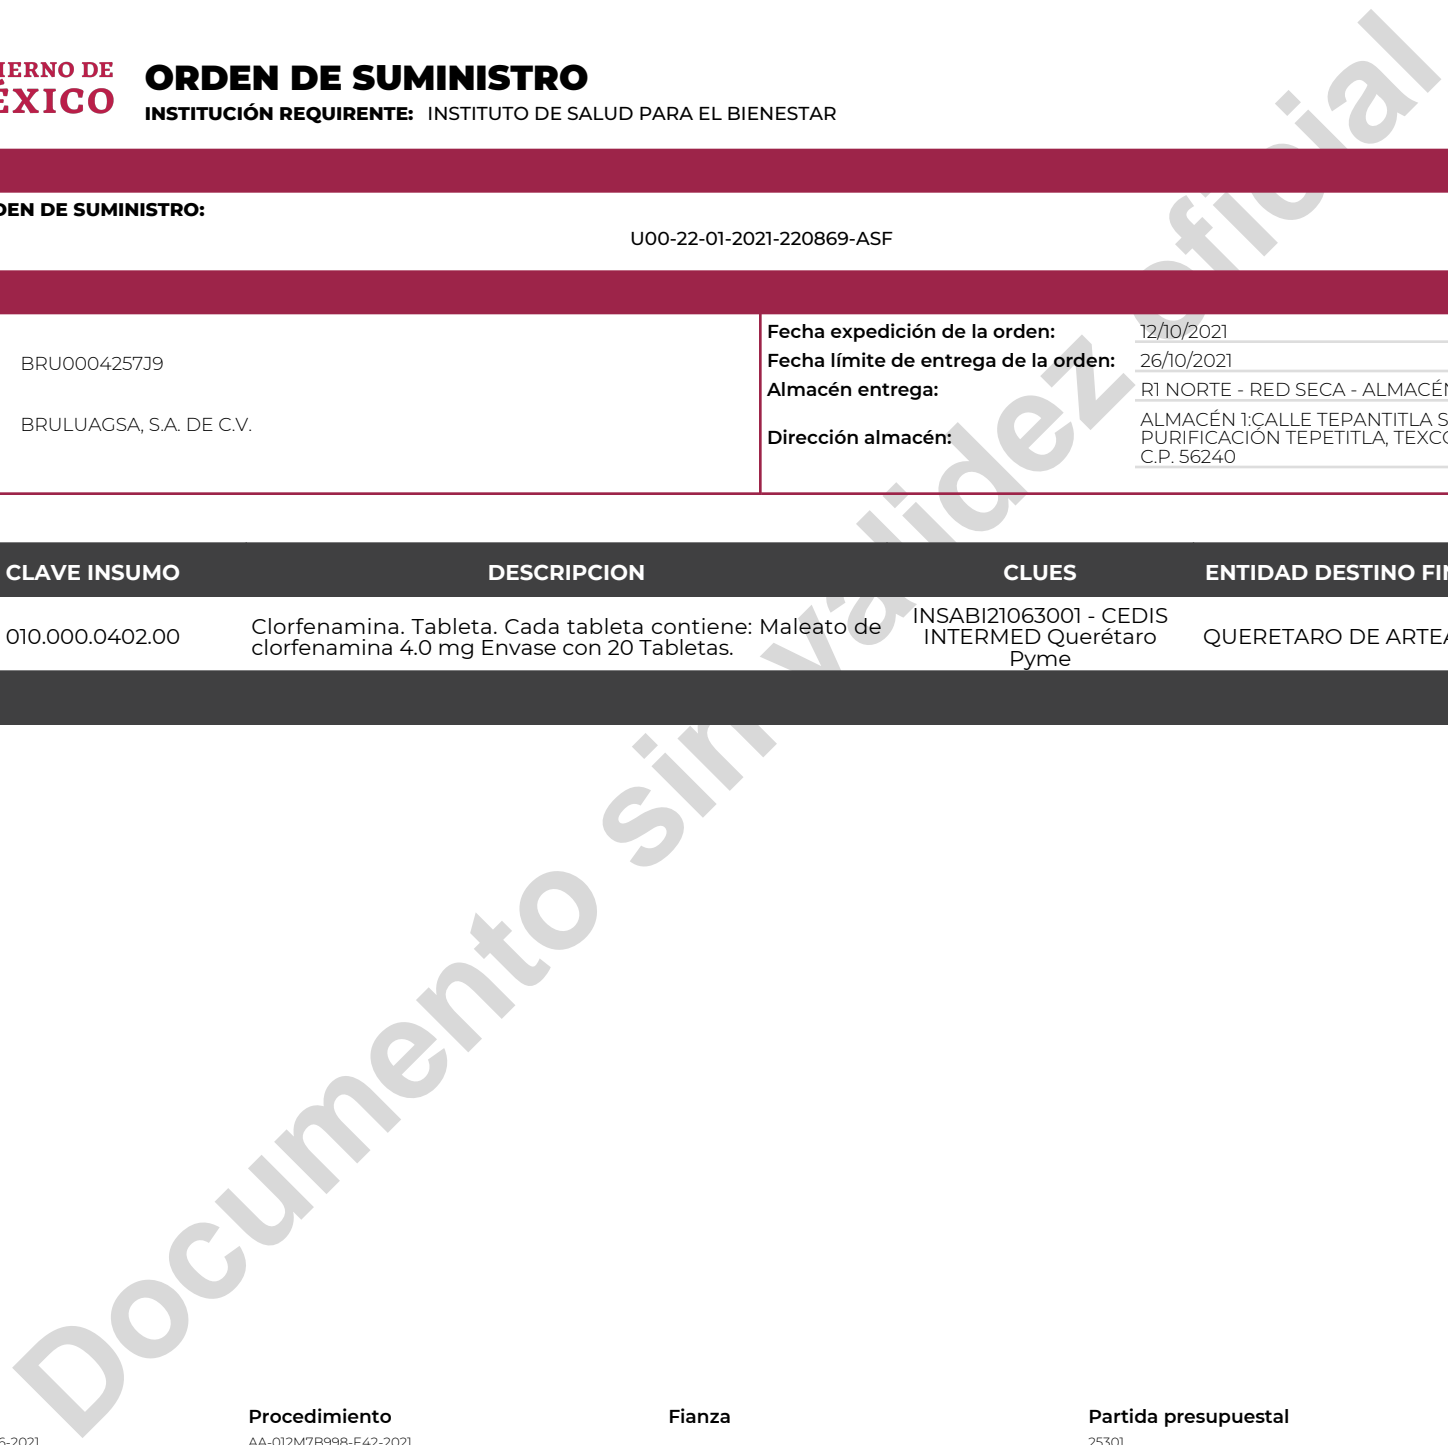 IERNO DE
ÉXICO
ORDEN DE SUMINISTRO
INSTITUCIÓN REQUIRENTE: INSTITUTO DE SALUD PARA EL BIENESTAR
DEN DE SUMINISTRO:
U00-22-01-2021-220869-ASF
BRU0004257J9
BRULUAGSA, S.A. DE C.V.
Fecha expedición de la orden: 12/10/2021
Fecha límite de entrega de la orden: 26/10/2021
Almacén entrega: R1 NORTE - RED SECA - ALMACÉN
Dirección almacén:
ALMACÉN 1:CALLE TEPANTITLA S
PURIFICACIÓN TEPETITLA, TEXCO
C.P. 56240
CLAVE INSUMO DESCRIPCION CLUES ENTIDAD DESTINO FIN
010.000.0402.00
Clorfenamina. Tableta. Cada tableta contiene: Maleato de
clorfenamina 4.0 mg Envase con 20 Tabletas.
INSABI21063001 - CEDIS
INTERMED Querétaro
Pyme
QUERETARO DE ARTEA
Documento sin validez oficial
Procedimiento Fianza Partida presupuestal
6-2021 AA-012M7B998-E42-2021 25301